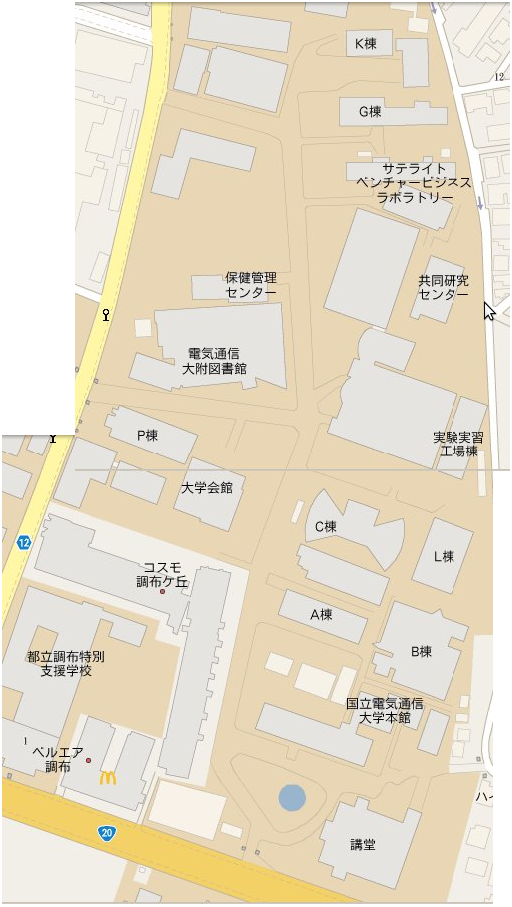 K棟
12
G棟
サテライト
ベンチャービジネス
ラボラトリー
保健管理
センター
共同研究
センター
電気通信
大附図書館
P棟
実験実習
工場棟
大学会館
C棟
12
L棟
コスモ
調布ケ丘
A棟
B棟
都立調布特別
支援学校
国立電気通信
大学本館
1
ベルエア
調布
ハイ
20
講堂